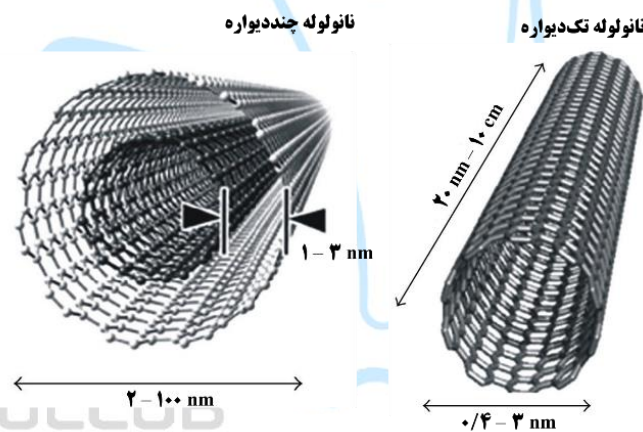 نانولوله تک‌دیواره
نانولوله چنددیواره
۲۰ nm – ۱۰ cm
۱ – ۳ nm
۲ – ۱۰۰ nm
۰/۴ – ۳ nm